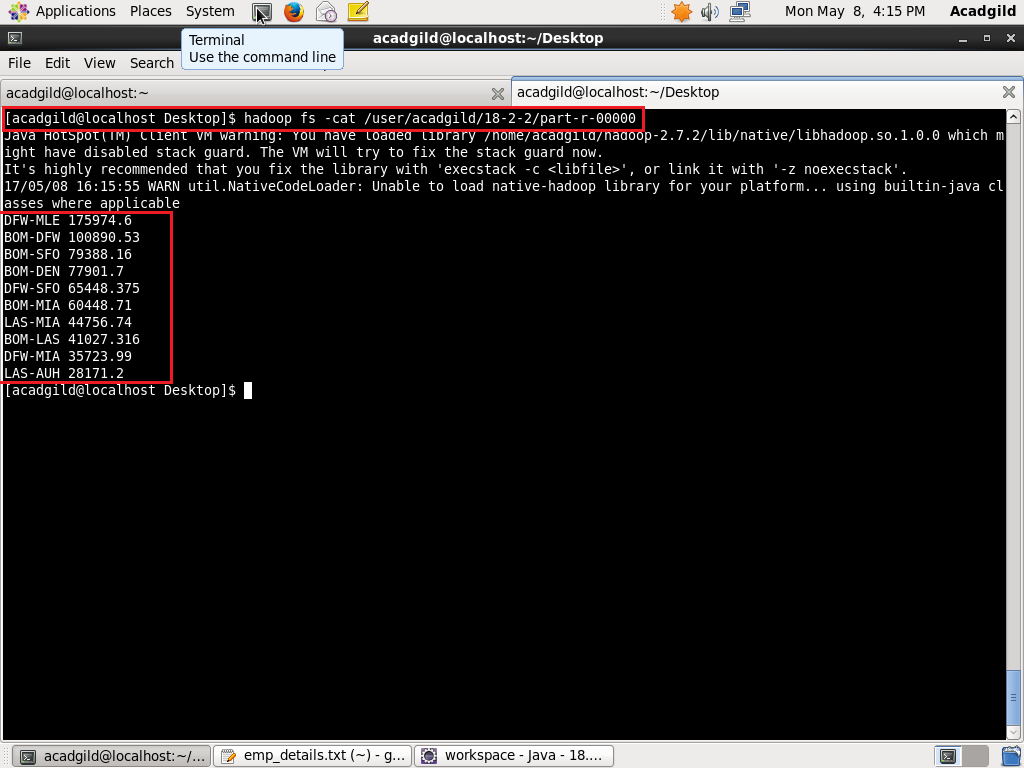 Applications Places System Mon May 8, 4:15 PM Acadgild
Terminal
Use the command line
acadgild@localhost:~/Desktop
File Edit View Search
acadgild@localhost:~
acadgild@localhost:~/Desktop
[acadgild@localhost Desktop]$ hadoop fs -cat /user/acadgild/18-2-2/part-r-00000
Java HotSpot(TM) Client VM warning: You have loaded library /home/acadgild/hadoop-2.7.2/lib/native/libhadoop.so.1.0.0 which m
ight have disabled stack guard. The VM will try to fix the stack guard now.
It's highly recommended that you fix the library with 'execstack -c <libfile>', or link it with '-z noexecstack'.
17/05/08 16:15:55 WARN util.NativeCodeLoader: Unable to load native-hadoop library for your platform... using builtin-java cl
asses where applicable
DFW-MLE 175974.6
BOM-DFW 100890.53
BOM-SFO 79388.16
BOM-DEN 77901.7
DFW-SFO 65448.375
BOM-MIA 60448.71
LAS-MIA 44756.74
BOM-LAS 41027.316
DFW-MIA 35723.99
LAS-AUH 28171.2
[acadgild@localhost Desktop]$
acadgild@localhost:~/... emp_details.txt (~) - g... workspace - Java - 18....